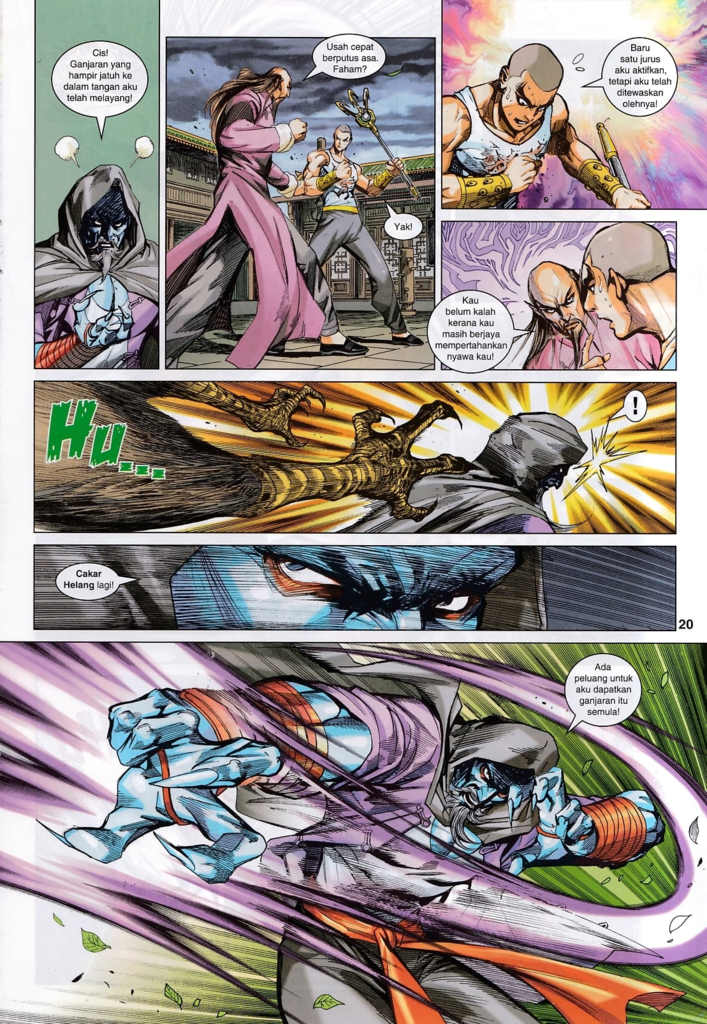 Cis!
Ganjaran yang
hampir jatuh ke
dalam tangan aku
telah melayang!
Usah cepat
berputus asa.
Faham?
Yak!
Baru
satu jurus
aku aktifkan,
tetapi aku telah
ditewaskan
olehnya!
Kau
belum kalah
kerana kau
masih berjaya
mempertahankan
nyawa kau!
Hu...
!
Cakar
Helang lagi!
20
Ada
peluang untuk
aku dapatkan
ganjaran itu
semula!